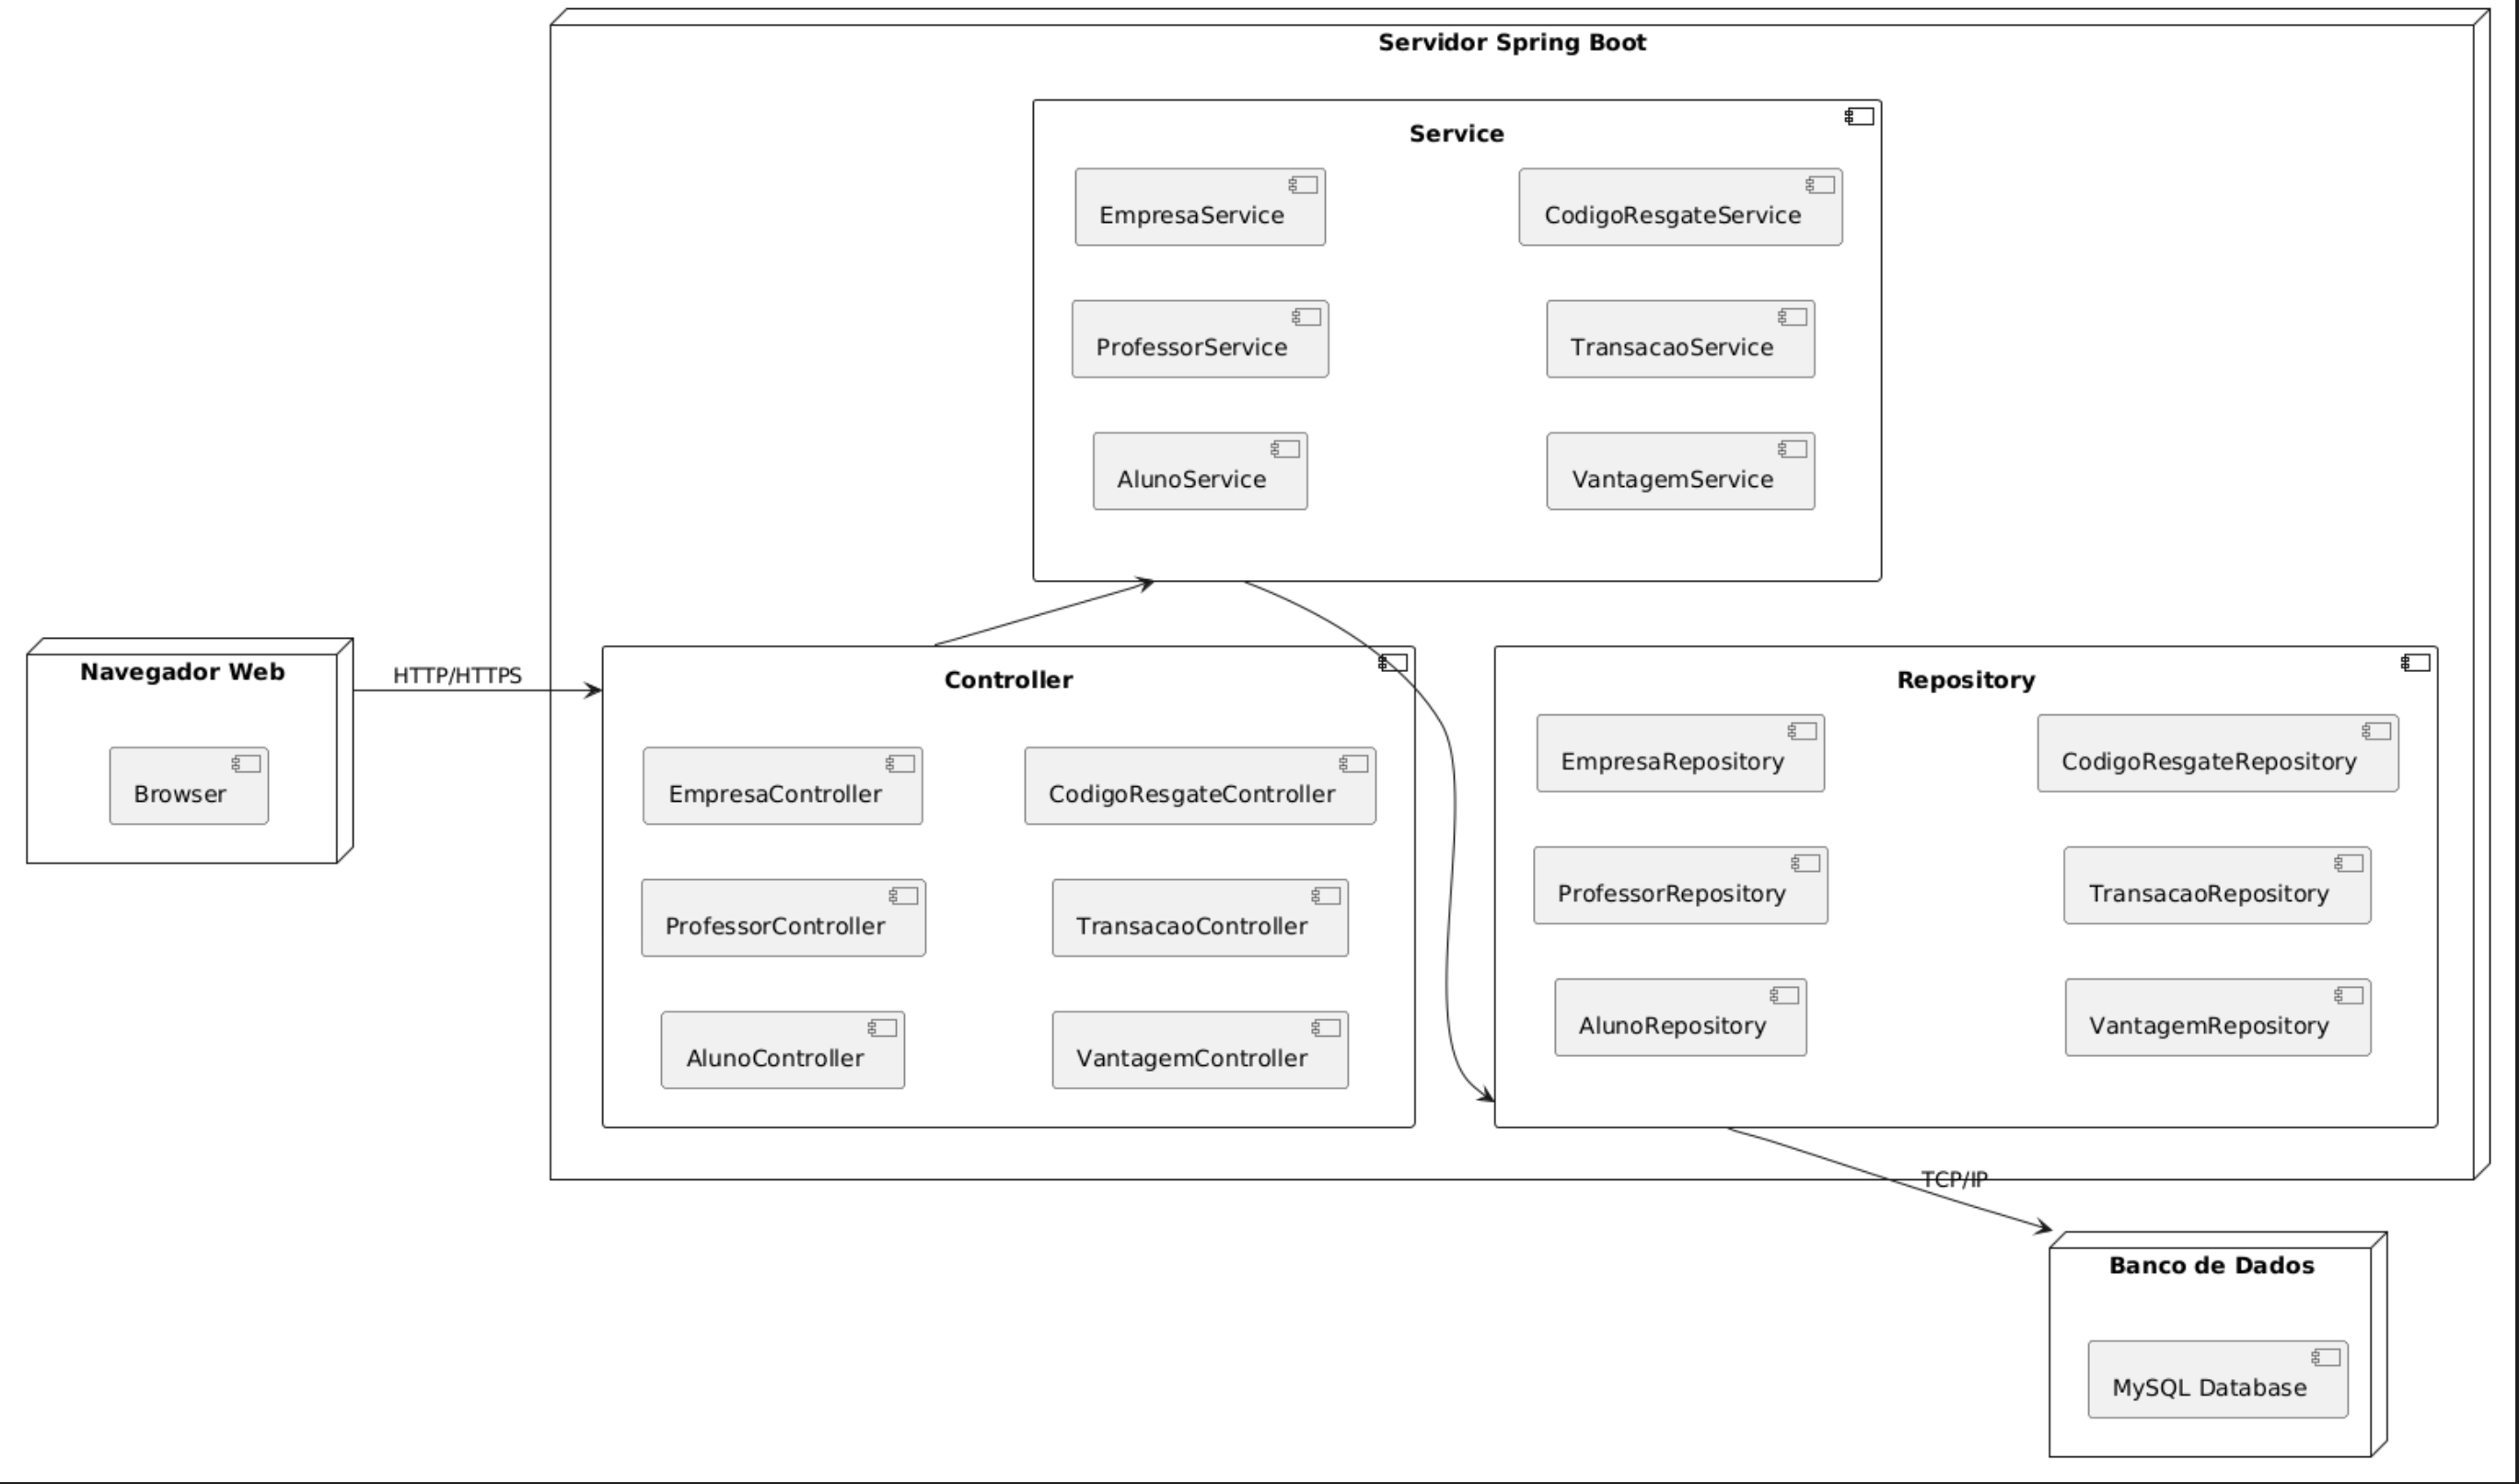 Servidor Spring Boot
Service
EmpresaService
CodigoResgateService
ProfessorService
TransacaoService
AlunoService
VantagemService
Navegador Web
HTTP/HTTPS
Browser
Controller
EmpresaController
CodigoResgateController
ProfessorController
TransacaoController
AlunoController
VantagemController
Repository
EmpresaRepository
CodigoResgateRepository
ProfessorRepository
TransacaoRepository
AlunoRepository
VantagemRepository
TCP/IP
Banco de Dados
MySQL Database